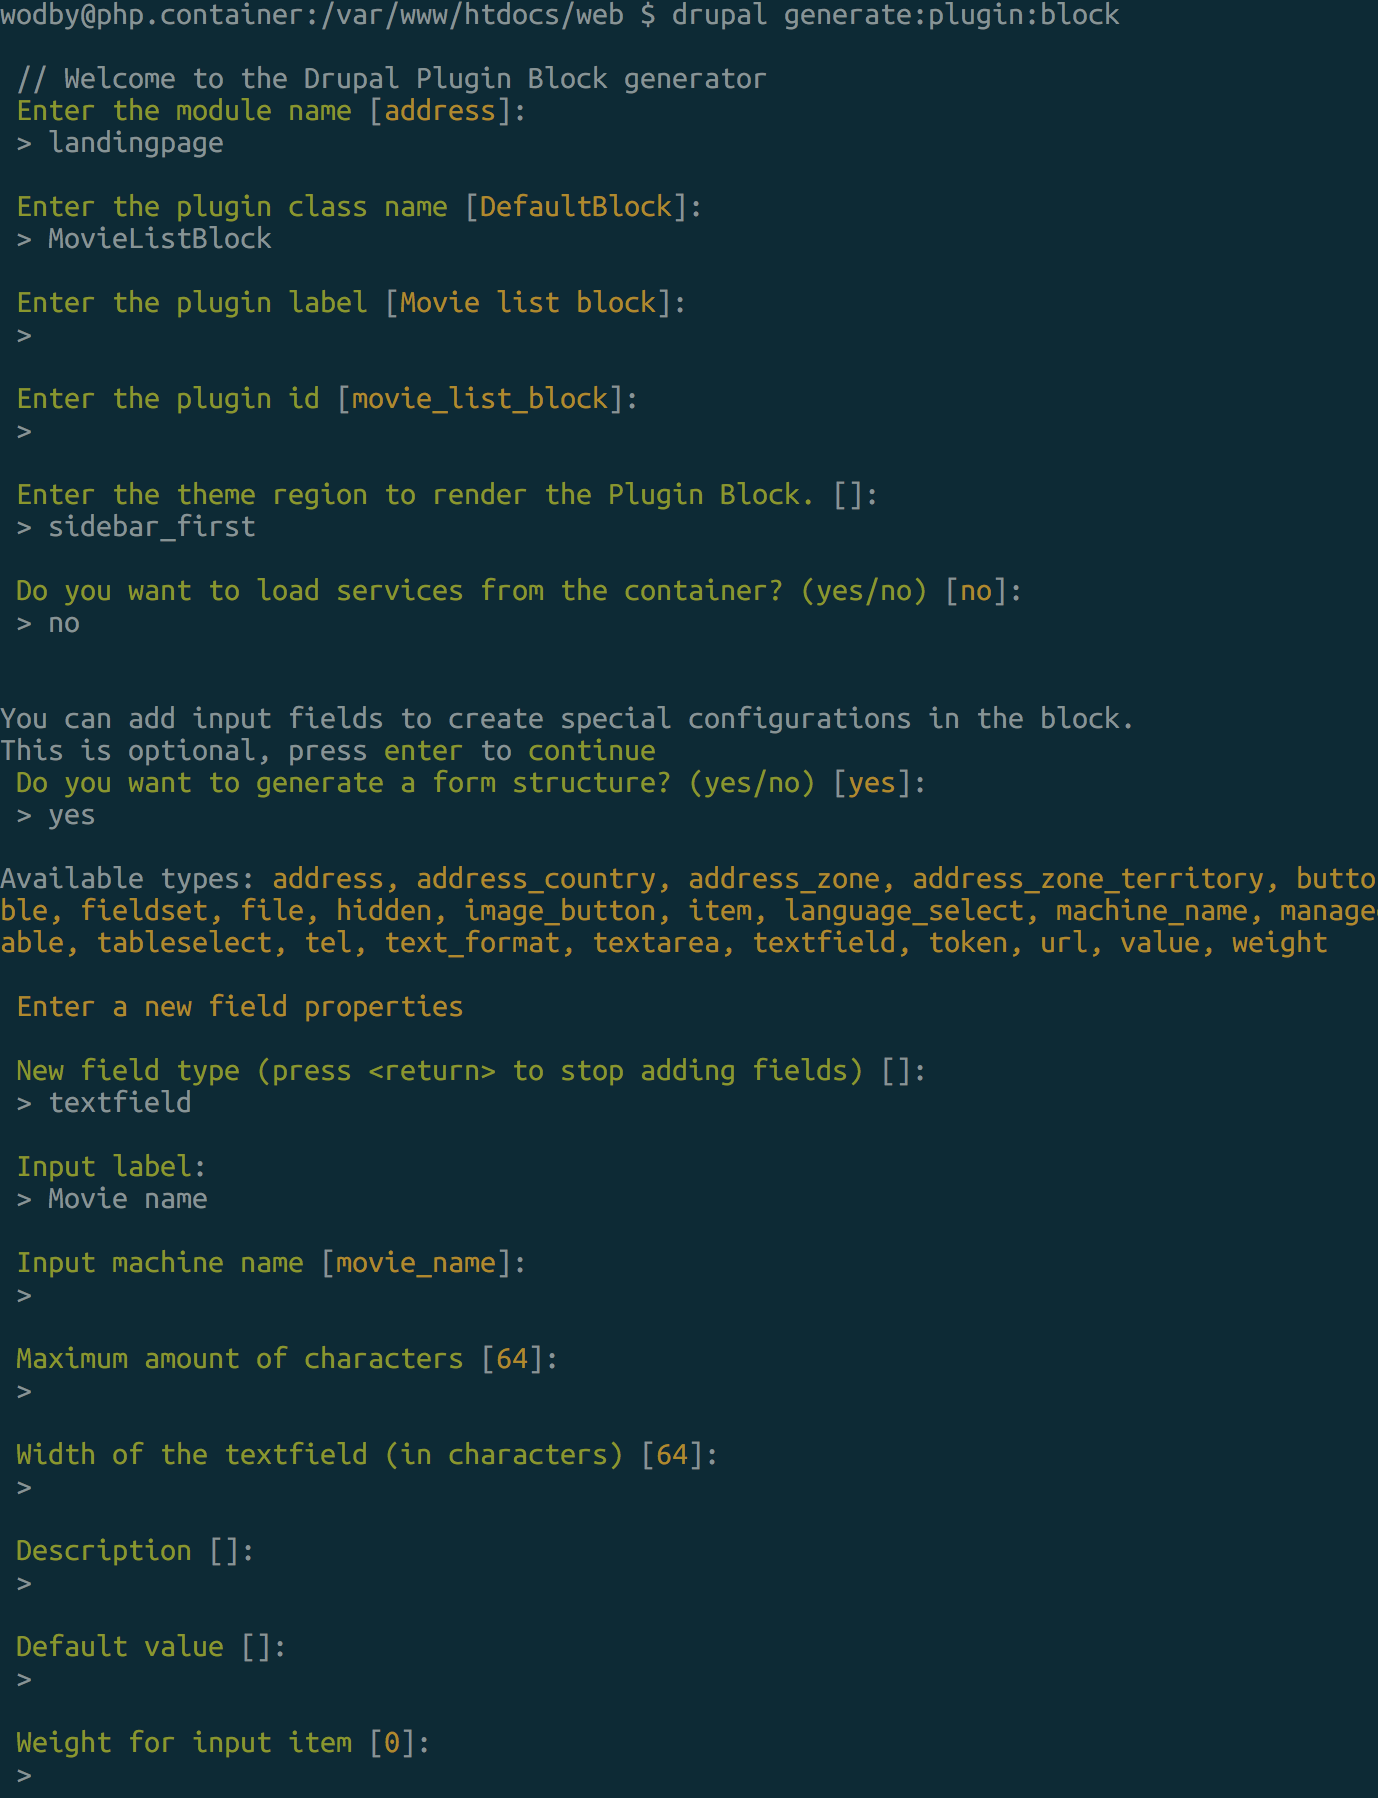 wodby@php.container:/var/www/htdocs/web $ drupal generate:plugin:block
// Welcome to the Drupal Plugin Block generator
Enter the module name [address]:
> landingpage
Enter the plugin class name [DefaultBlock]:
> MovieListBlock
Enter the plugin label [Movie list block]:
>
Enter the plugin id [movie_list_block]:
>
Enter the theme region to render the Plugin Block. []:
> sidebar_first
Do you want to load services from the container? (yes/no) [no]:
> no
You can add input fields to create special configurations in the block.
This is optional, press enter to continue
Do you want to generate a form structure? (yes/no) [yes]:
> yes
Available types: address, address_country, address_zone, address_zone_territory, butto
ble, fieldset, file, hidden, image_button, item, language_select, machine_name, manage
able, tableselect, tel, text_format, textarea, textfield, token, url, value, weight
Enter a new field properties
New field type (press <return> to stop adding fields) []:
> textfield
Input label:
> Movie name
Input machine name [movie_name]:
>
Maximum amount of characters [64]:
>
Width of the textfield (in characters) [64]:
>
Description []:
>
Default value []:
>
Weight for input item [0]:
>